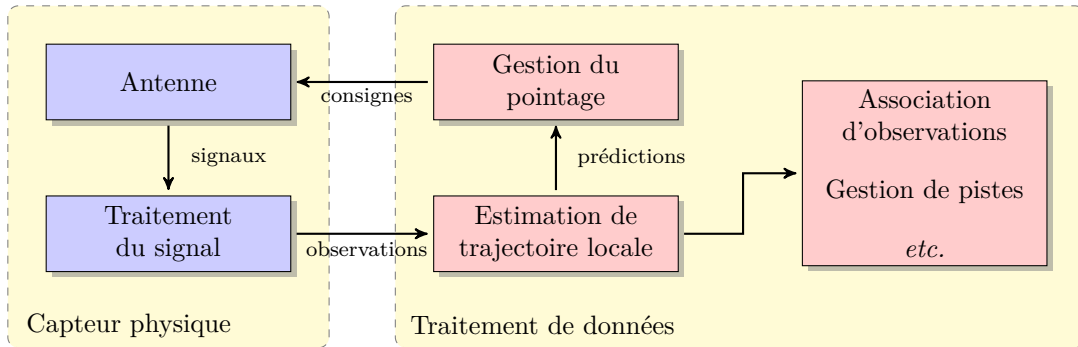 Antenne
signaux
Traitement
du signal
Capteur physique
consignes
observations
Gestion du
pointage
prédictions
Estimation de
trajectoire locale
Association
d'observations
Gestion de pistes
etc.
Traitement de données